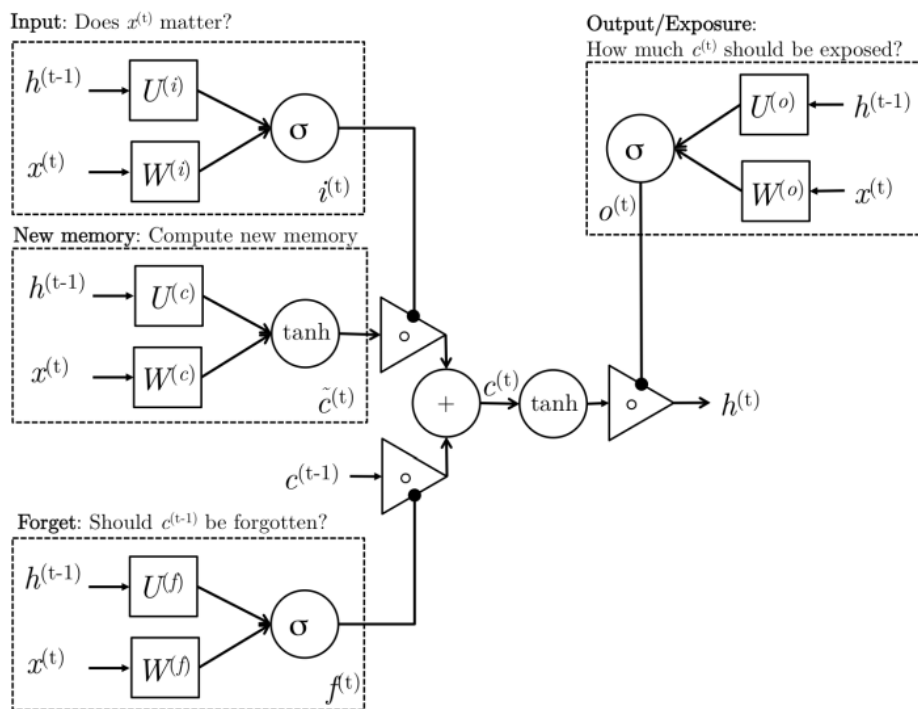 Input: Does x⁽ᵗ⁾ matter?
h⁽ᵗ⁻¹⁾
U⁽ⁱ⁾
σ
x⁽ᵗ⁾
W⁽ⁱ⁾
i⁽ᵗ⁾
New memory: Compute new memory
h⁽ᵗ⁻¹⁾
U⁽ᶜ⁾
tanh
x⁽ᵗ⁾
W⁽ᶜ⁾
c̃⁽ᵗ⁾
∘
+
c⁽ᵗ⁾
tanh
∘
h⁽ᵗ⁾
c⁽ᵗ⁻¹⁾
∘
Forget: Should c⁽ᵗ⁻¹⁾ be forgotten?
h⁽ᵗ⁻¹⁾
U⁽ᶠ⁾
σ
x⁽ᵗ⁾
W⁽ᶠ⁾
f⁽ᵗ⁾
Output/Exposure:
How much c⁽ᵗ⁾ should be exposed?
U⁽ᵒ⁾
h⁽ᵗ⁻¹⁾
σ
W⁽ᵒ⁾
x⁽ᵗ⁾
o⁽ᵗ⁾